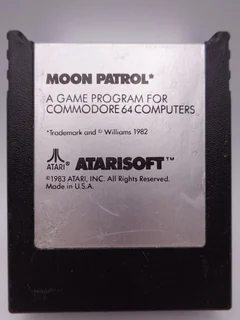 MOON PATROL*
A GAME PROGRAM FOR
COMMODORE 64 COMPUTERS
*Trademark and © Williams 1982
ATARI® ATARISOFT™
©1983 ATARI, INC. All Rights Reserved.
Made in U.S.A.